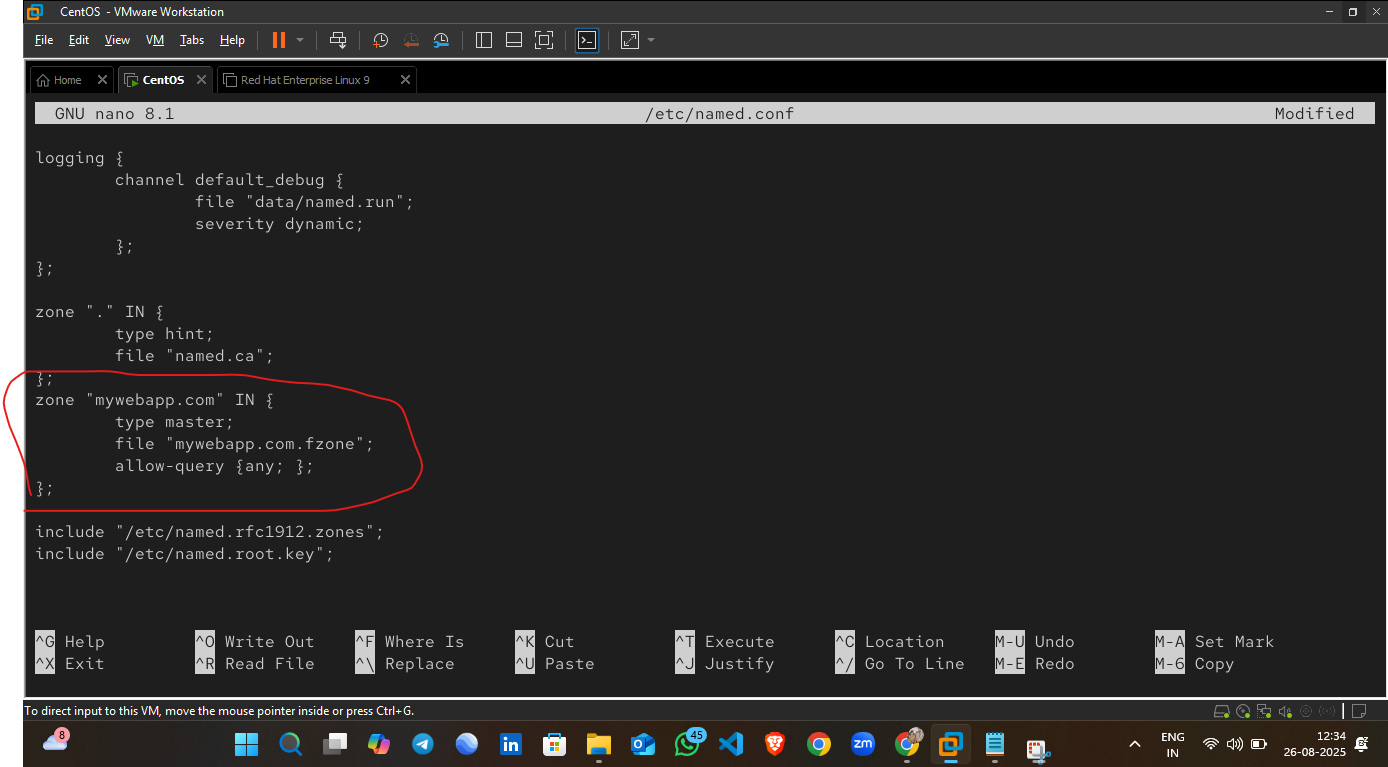 CentOS - VMware Workstation
File Edit View VM Tabs Help
Home CentOS Red Hat Enterprise Linux 9
GNU nano 8.1 /etc/named.conf Modified
logging {
channel default_debug {
file "data/named.run";
severity dynamic;
};
};
zone "." IN {
type hint;
file "named.ca";
};
zone "mywebapp.com" IN {
type master;
file "mywebapp.com.fzone";
allow-query {any; };
};
include "/etc/named.rfc1912.zones";
include "/etc/named.root.key";
^G Help ^O Write Out ^F Where Is ^K Cut ^T Execute ^C Location M-U Undo M-A Set Mark
^X Exit ^R Read File ^\ Replace ^U Paste ^J Justify ^/ Go To Line M-E Redo M-6 Copy
To direct input to this VM, move the mouse pointer inside or press Ctrl+G.
8
in
45
zm
ENG
IN
12:34
26-08-2025